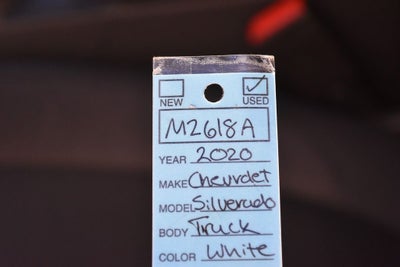 NEW USED
M2618A
YEAR 2020
MAKE Chevrolet
MODEL Silverado
BODY Truck
COLOR White